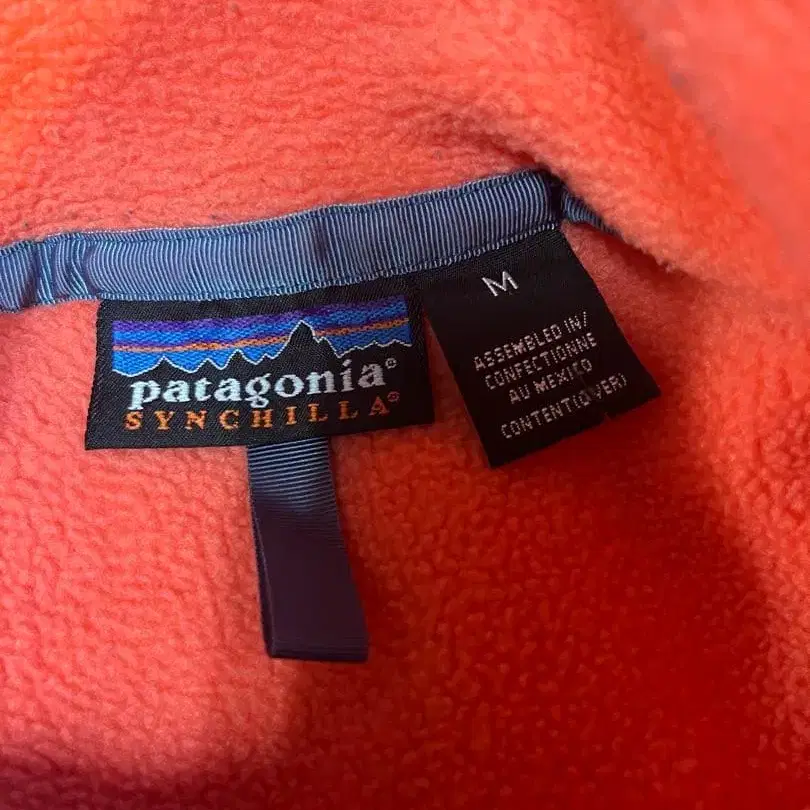 patagonia®
SYNCHILLA®
M
ASSEMBLED IN/
CONFECTIONNE
AU MEXICO
CONTENT(OVER)